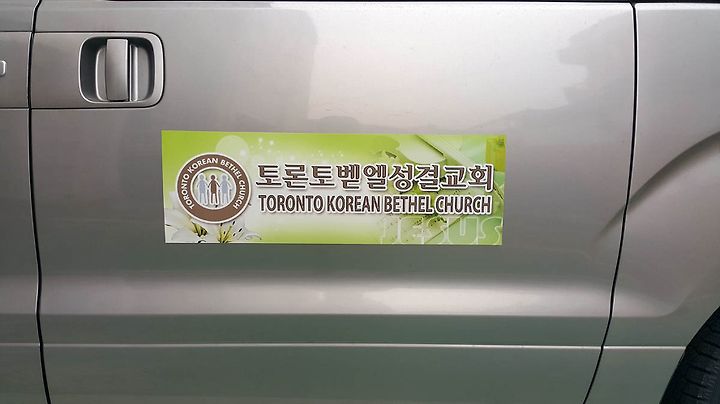 TORONTO KOREAN BETHEL CHURCH
토론토벧엘성결교회
TORONTO KOREAN BETHEL CHURCH
JESUS